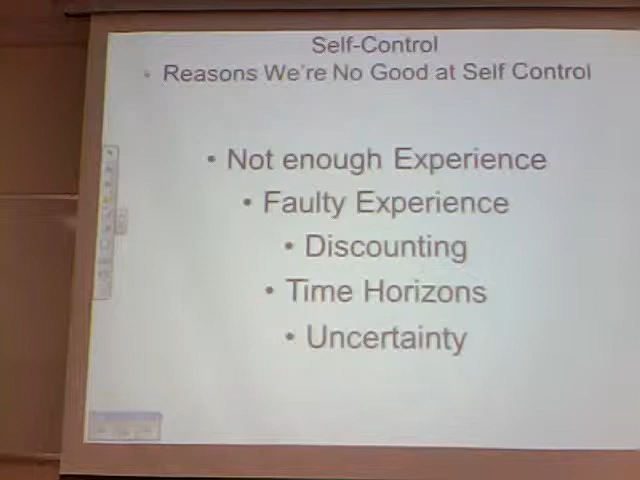 Self-Control
• Reasons We're No Good at Self Control
• Not enough Experience
• Faulty Experience
• Discounting
• Time Horizons
• Uncertainty